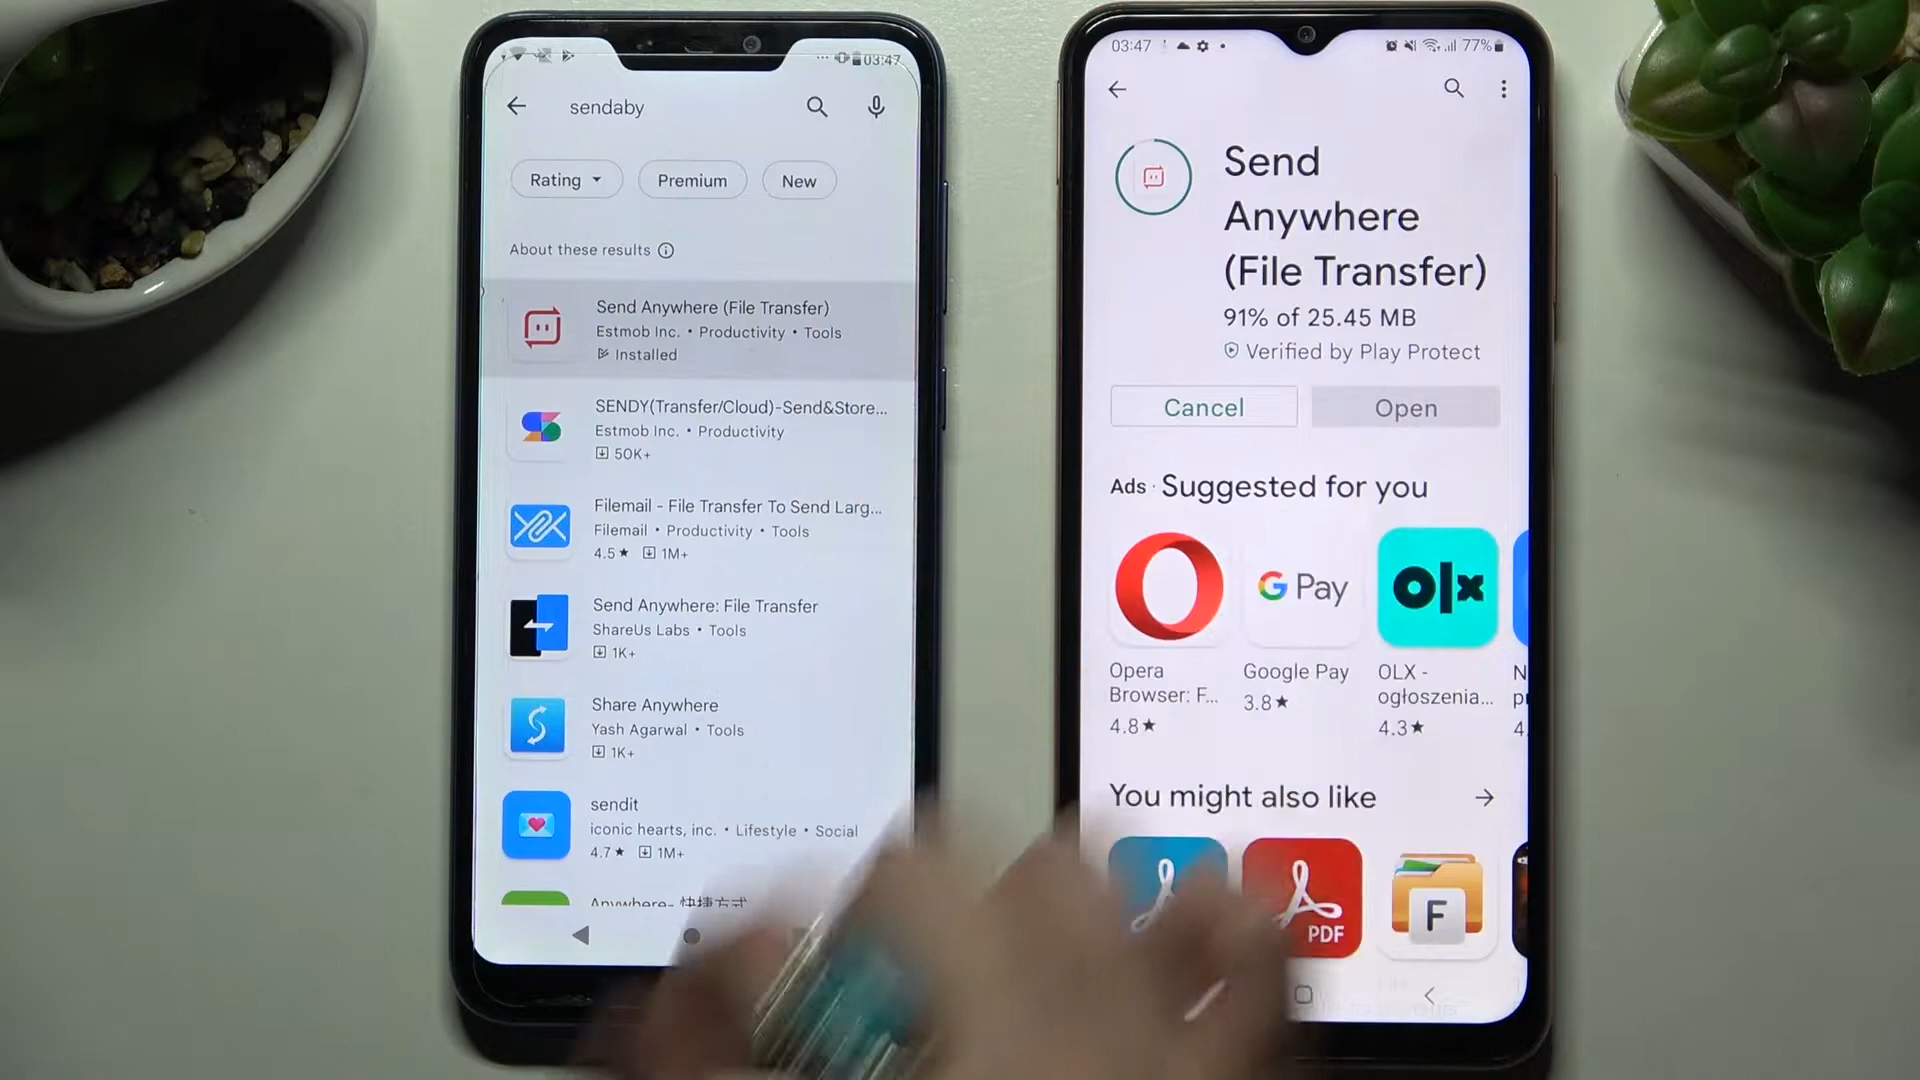 03:47
sendaby
Rating
Premium
New
About these results
Send Anywhere (File Transfer)
Estmob Inc. • Productivity • Tools
Installed
SENDY(Transfer/Cloud)-Send&Store...
Estmob Inc. • Productivity
50K+
Filemail - File Transfer To Send Larg...
Filemail • Productivity • Tools
4.5★ 1M+
Send Anywhere: File Transfer
ShareUs Labs • Tools
1K+
Share Anywhere
Yash Agarwal • Tools
1K+
sendit
iconic hearts, inc. • Lifestyle • Social
4.7★ 1M+
Anywhere- 快捷方式
03:47
77%
Send
Anywhere
(File Transfer)
91% of 25.45 MB
Verified by Play Protect
Cancel
Open
Ads · Suggested for you
G Pay
olx
Opera
Browser: F...
4.8★
Google Pay
3.8★
OLX -
ogłoszenia...
4.3★
N
4.
You might also like
PDF
F